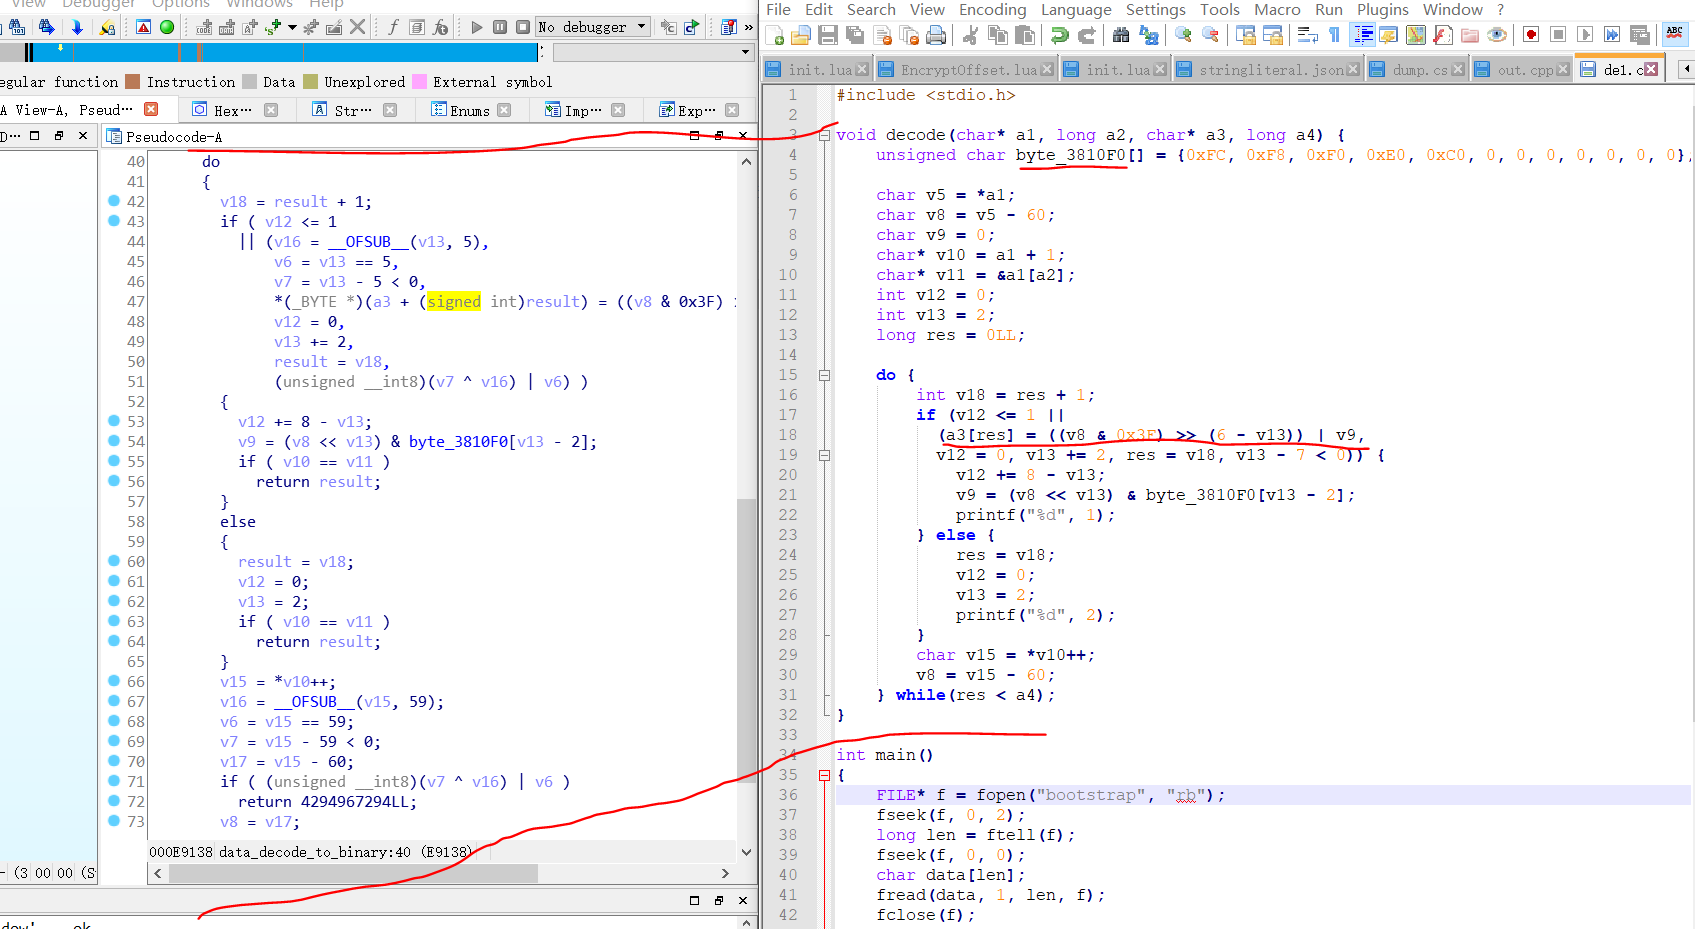 View Debugger Options Windows Help
No debugger
egular function Instruction Data Unexplored External symbol
A View-A, Pseud··· Hex··· Str··· Enums Imp··· Exp···
D··· Pseudocode-A
40 do
41 {
42 v18 = result + 1;
43 if ( v12 <= 1
44 || (v16 = __OFSUB__(v13, 5),
45 v6 = v13 == 5,
46 v7 = v13 - 5 < 0,
47 *(_BYTE *)(a3 + (signed int)result) = ((v8 & 0x3F)
48 v12 = 0,
49 v13 += 2,
50 result = v18,
51 (unsigned __int8)(v7 ^ v16) | v6) )
52 {
53 v12 += 8 - v13;
54 v9 = (v8 << v13) & byte_3810F0[v13 - 2];
55 if ( v10 == v11 )
56 return result;
57 }
58 else
59 {
60 result = v18;
61 v12 = 0;
62 v13 = 2;
63 if ( v10 == v11 )
64 return result;
65 }
66 v15 = *v10++;
67 v16 = __OFSUB__(v15, 59);
68 v6 = v15 == 59;
69 v7 = v15 - 59 < 0;
70 v17 = v15 - 60;
71 if ( (unsigned __int8)(v7 ^ v16) | v6 )
72 return 4294967294LL;
73 v8 = v17;
000E9138 data_decode_to_binary:40 (E9138)
- (3 00 00 (S
dow' ok
File Edit Search View Encoding Language Settings Tools Macro Run Plugins Window ?
ABC
init.lua EncryptOffset.lua init.lua stringliteral.json dump.cs out.cpp de1.c
1 #include <stdio.h>
2
3 void decode(char* a1, long a2, char* a3, long a4) {
4 unsigned char byte_3810F0[] = {0xFC, 0xF8, 0xF0, 0xE0, 0xC0, 0, 0, 0, 0, 0, 0, 0},
5
6 char v5 = *a1;
7 char v8 = v5 - 60;
8 char v9 = 0;
9 char* v10 = a1 + 1;
10 char* v11 = &a1[a2];
11 int v12 = 0;
12 int v13 = 2;
13 long res = 0LL;
14
15 do {
16 int v18 = res + 1;
17 if (v12 <= 1 ||
18 (a3[res] = ((v8 & 0x3F) >> (6 - v13)) | v9,
19 v12 = 0, v13 += 2, res = v18, v13 - 7 < 0)) {
20 v12 += 8 - v13;
21 v9 = (v8 << v13) & byte_3810F0[v13 - 2];
22 printf("%d", 1);
23 } else {
24 res = v18;
25 v12 = 0;
26 v13 = 2;
27 printf("%d", 2);
28 }
29 char v15 = *v10++;
30 v8 = v15 - 60;
31 } while(res < a4);
32 }
33
34 int main()
35 {
36 FILE* f = fopen("bootstrap", "rb");
37 fseek(f, 0, 2);
38 long len = ftell(f);
39 fseek(f, 0, 0);
40 char data[len];
41 fread(data, 1, len, f);
42 fclose(f);